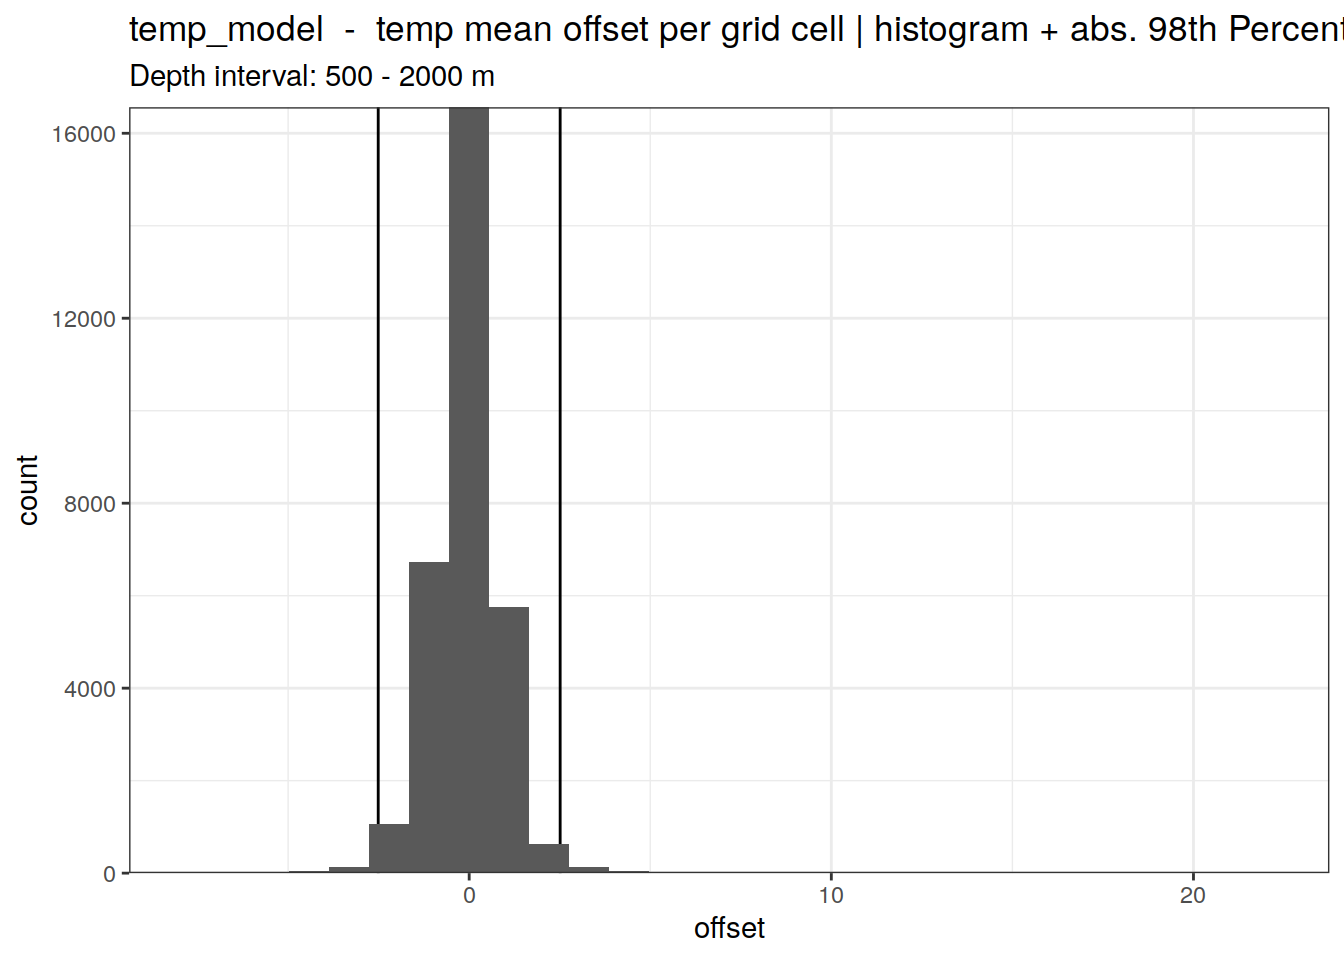 temp_model  -  temp mean offset per grid cell | histogram + abs. 98th Percent
Depth interval: 500 - 2000 m
16000
12000
8000
4000
0
count
0 10 20
offset